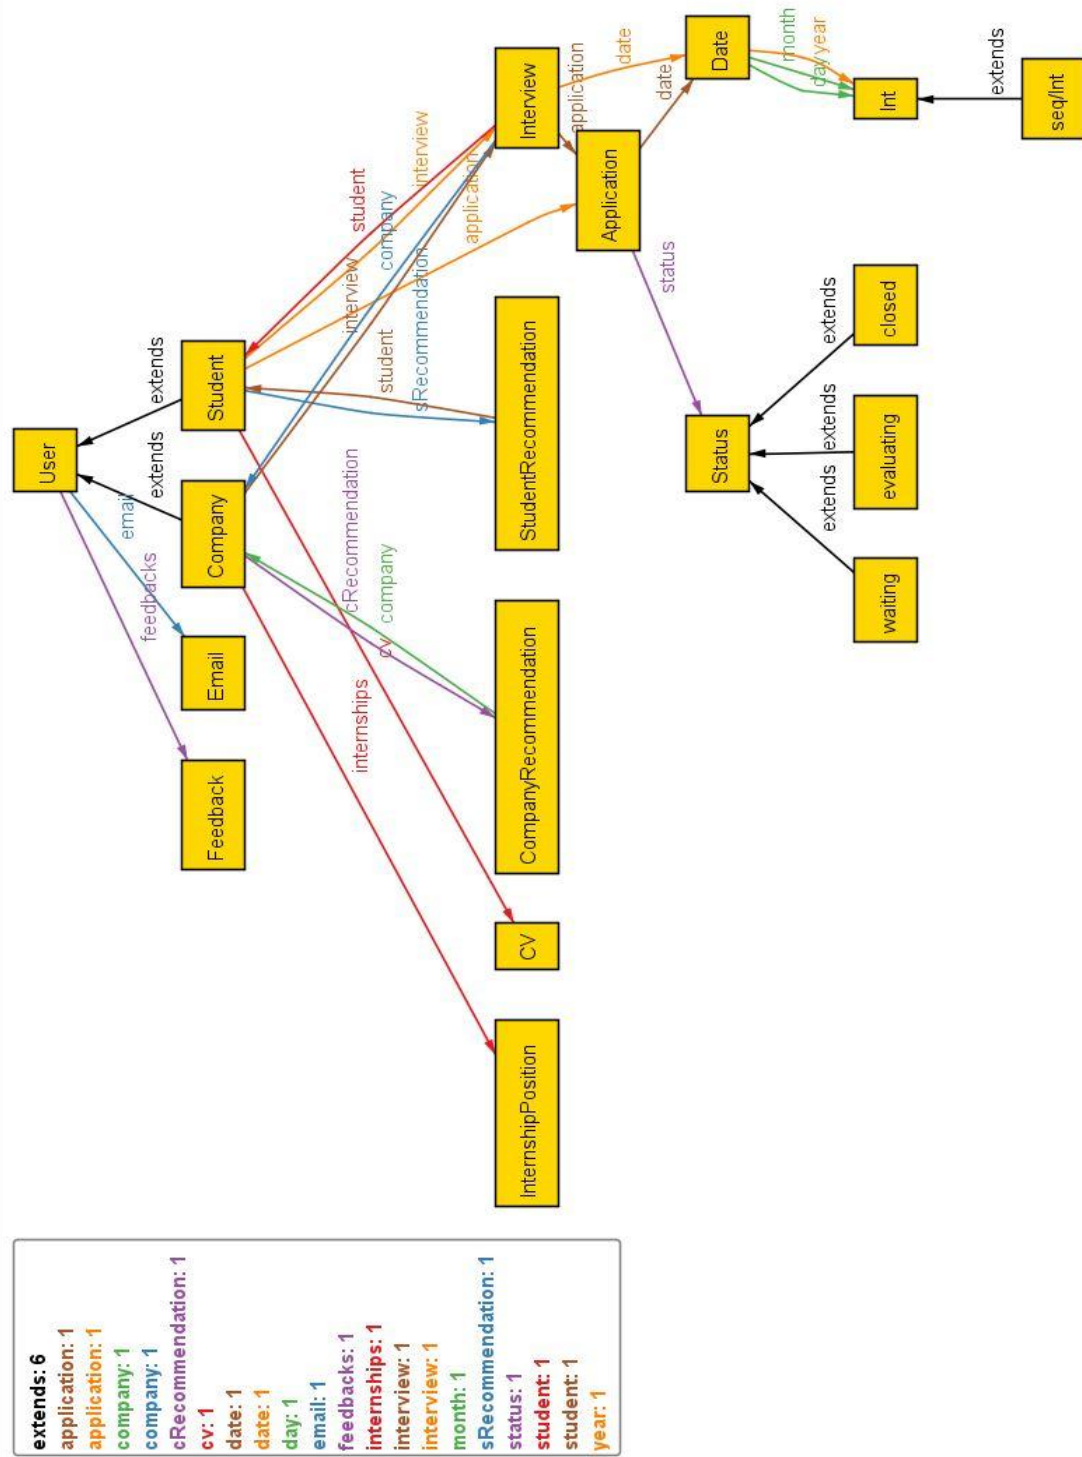 extends: 6
application: 1
application: 1
company: 1
company: 1
cRecommendation: 1
cv: 1
date: 1
date: 1
day: 1
email: 1
feedbacks: 1
internships: 1
interview: 1
interview: 1
month: 1
sRecommendation: 1
status: 1
student: 1
student: 1
year: 1
User
feedbacks
email
extends
extends
Feedback
Email
Company
Student
internships
cv
cRecommendation
company
student
sRecommendation
interview
company
student
interview
application
InternshipPosition
CV
CompanyRecommendation
StudentRecommendation
Interview
application
date
Application
status
date
Status
Date
extends
extends
extends
day
month
year
waiting
evaluating
closed
Int
extends
seq/Int